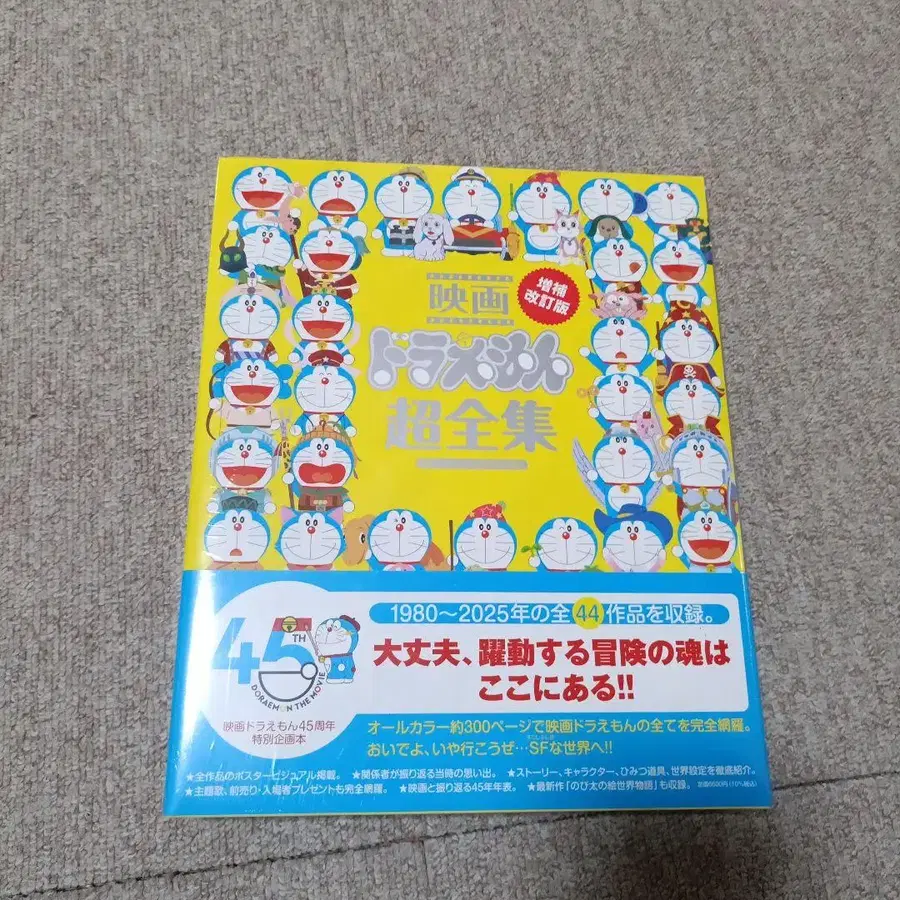 映画
増補
改訂版
ドラえもん
超全集
45TH
DORAEMON THE MOVIE
映画ドラえもん45周年
特別企画本
1980～2025年の全44作品を収録。
大丈夫、躍動する冒険の魂は
ここにある!!
オールカラー約300ページで映画ドラえもんの全てを完全網羅。
おいでよ、いや行こうぜ…SFな世界へ!!
★全作品のポスタービジュアル掲載。 ★関係者が振り返る当時の思い出。 ★ストーリー、キャラクター、ひみつ道具、世界設定を徹底紹介。
★主題歌、前売り・入場者プレゼントも完全網羅。 ★映画と振り返る45年年表。 ★最新作「のび太の絵世界物語」も収録。